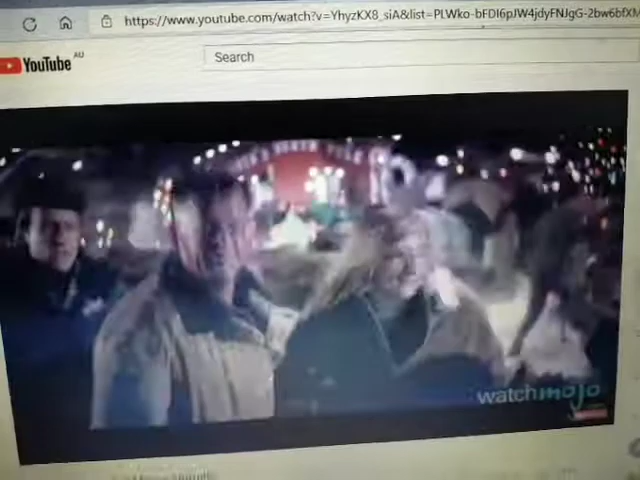 https://www.youtube.com/watch?v=YhyzKX8_siA&list=PLWko-bFDI6pJW4jdyFNJgG-2bw6bfXM
YouTube AU
Search
watchmojo